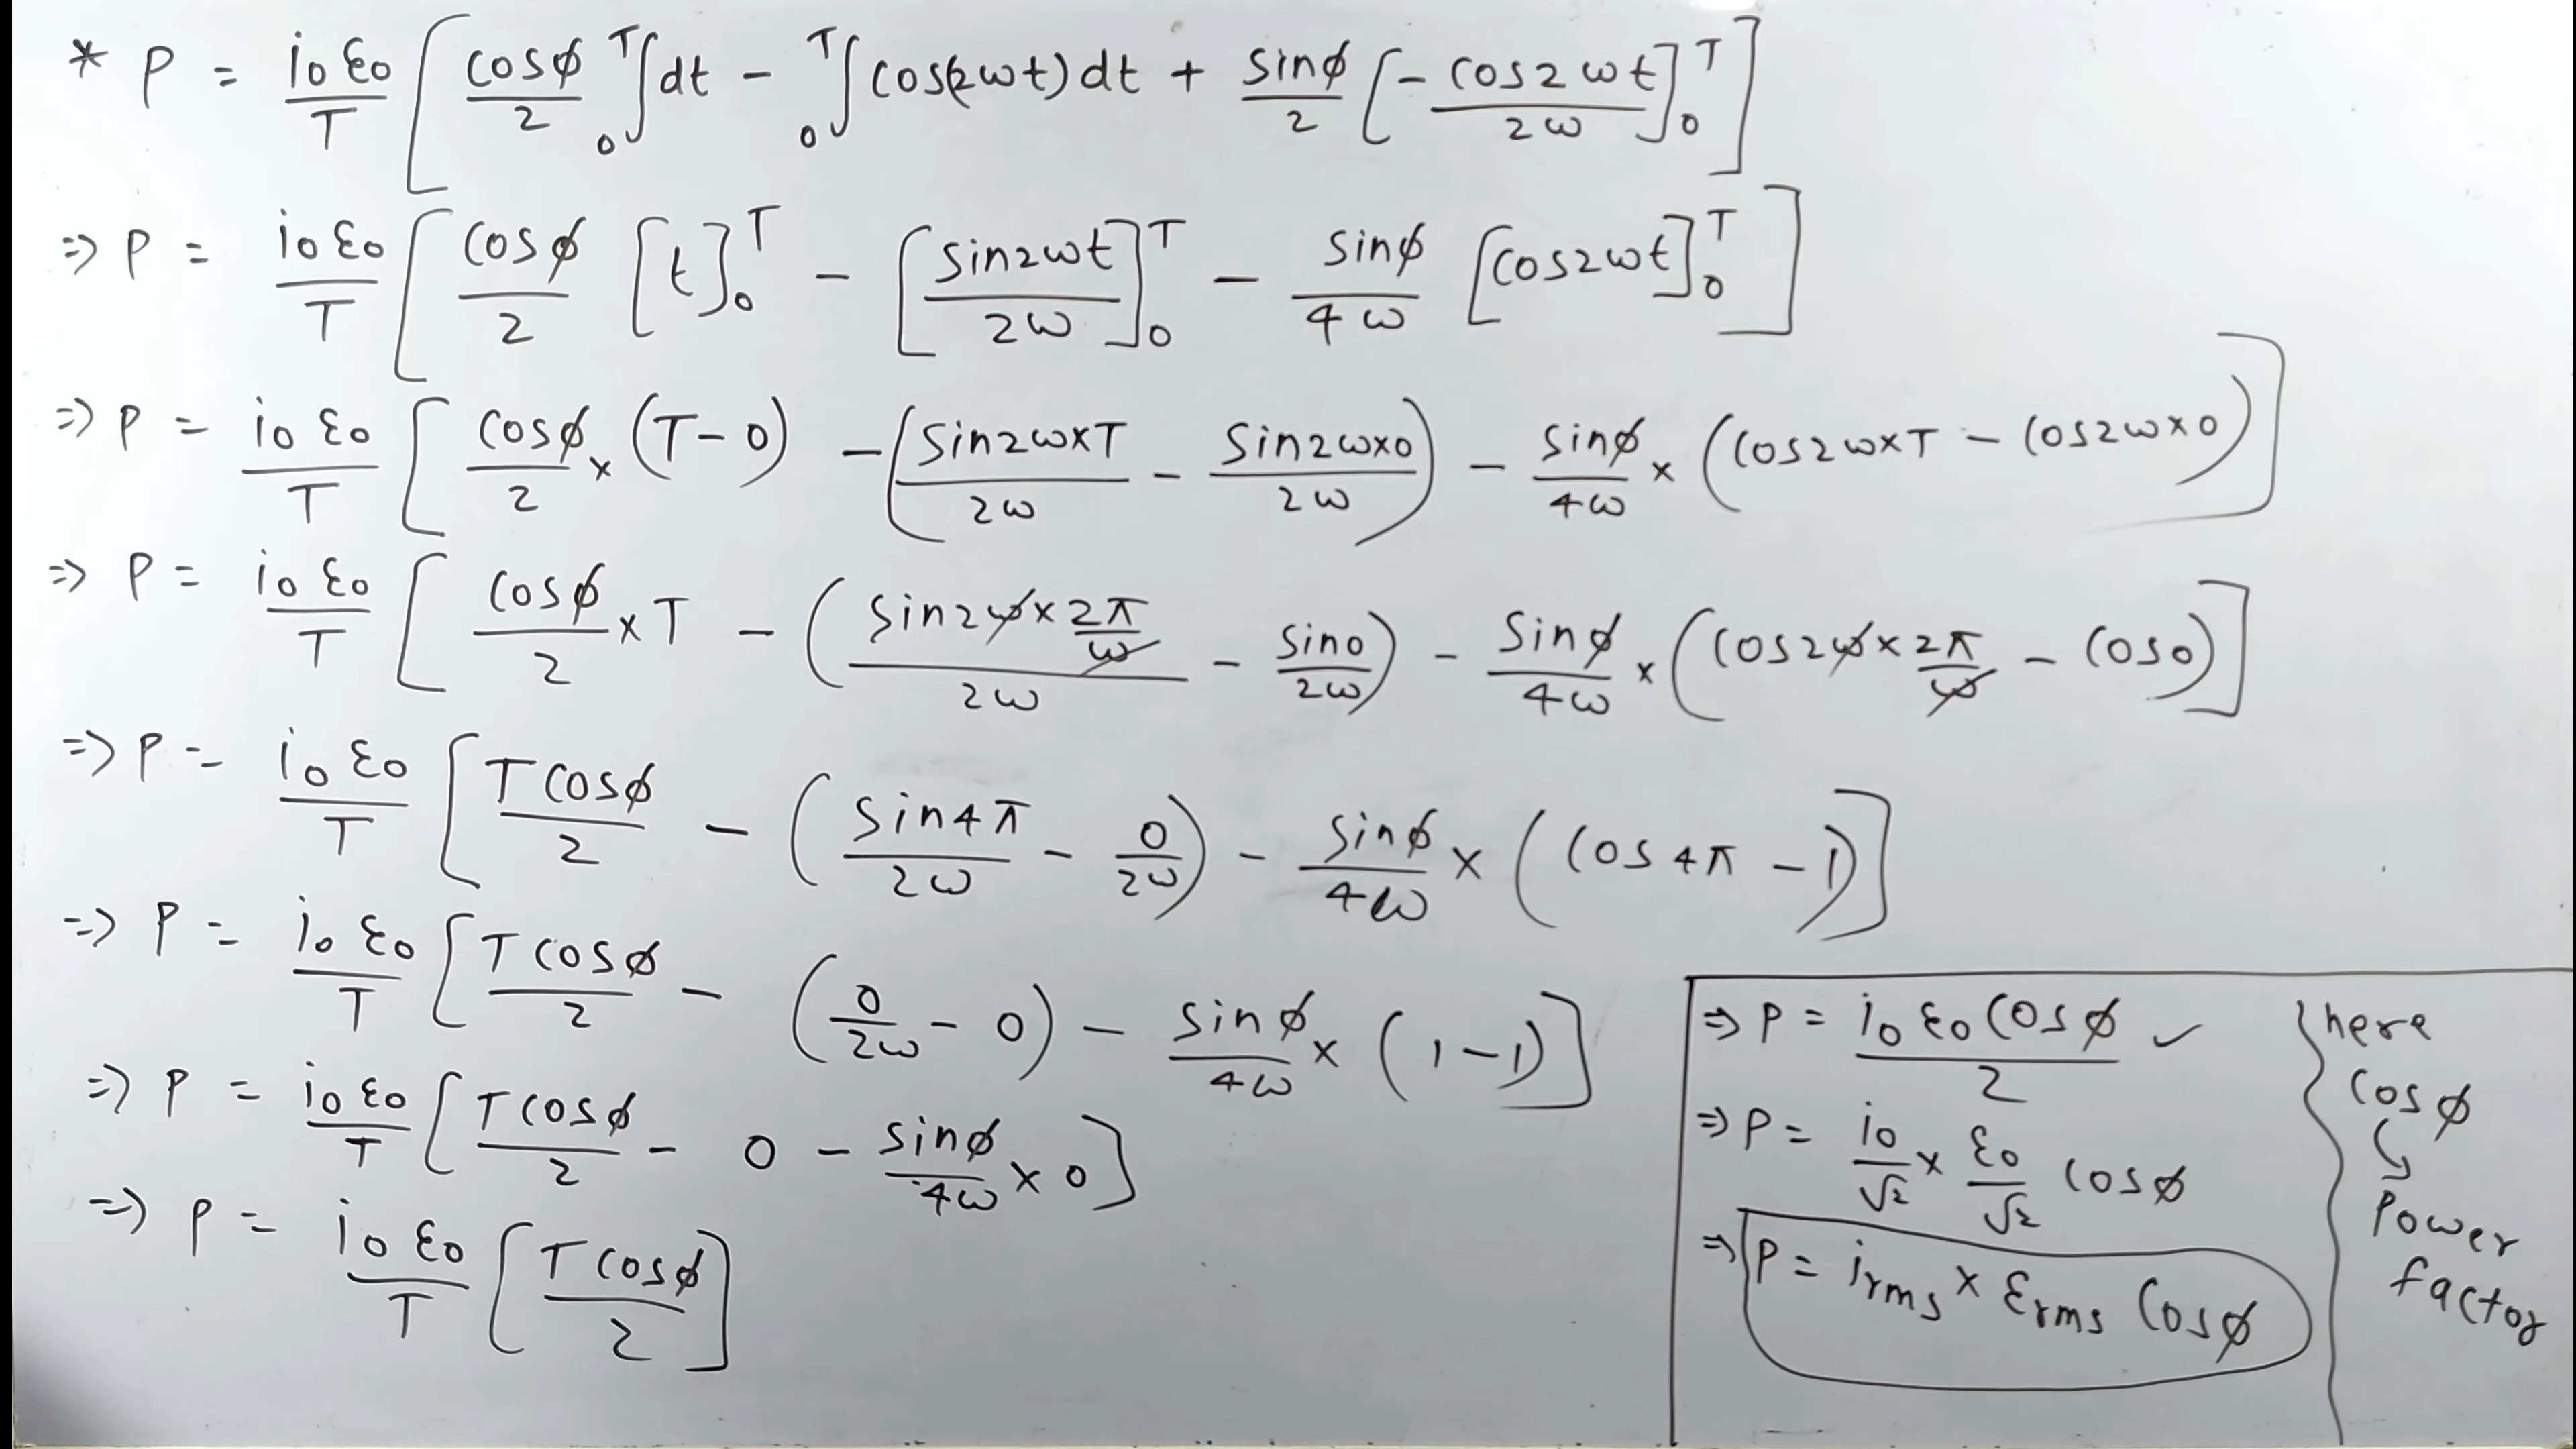 * P = i₀ε₀/T [ cosφ/2 ₀ᵀ∫dt - ₀ᵀ∫cos(2ωt)dt + sinφ/2 [- cos2ωt/2ω]₀ᵀ ]
⇒ P = i₀ε₀/T [ cosφ/2 [t]₀ᵀ - [sin2ωt/2ω]₀ᵀ - sinφ/4ω [cos2ωt]₀ᵀ ]
⇒ P = i₀ε₀/T [ cosφ/2 × (T-0) - (sin2ω×T/2ω - sin2ω×0/2ω) - sinφ/4ω × (cos2ω×T - cos2ω×0) ]
⇒ P = i₀ε₀/T [ cosφ/2 × T - (sin2ω×2π/ω/2ω - sin0/2ω) - sinφ/4ω × (cos2ω×2π/ω - cos0) ]
⇒ P = i₀ε₀/T [ Tcosφ/2 - (sin4π/2ω - 0/2ω) - sinφ/4ω × (cos4π - 1) ]
⇒ P = i₀ε₀/T [ Tcosφ/2 - (0/2ω - 0) - sinφ/4ω × (1-1) ]
⇒ P = i₀ε₀/T [ Tcosφ/2 - 0 - sinφ/4ω × 0 ]
⇒ P = i₀ε₀/T [ Tcosφ/2 ]
⇒ P = i₀ε₀cosφ/2 ✓
⇒ P = i₀/√2 × ε₀/√2 cosφ
⇒ P = irms × εrms cosφ
here
cosφ
↪
Power
factor